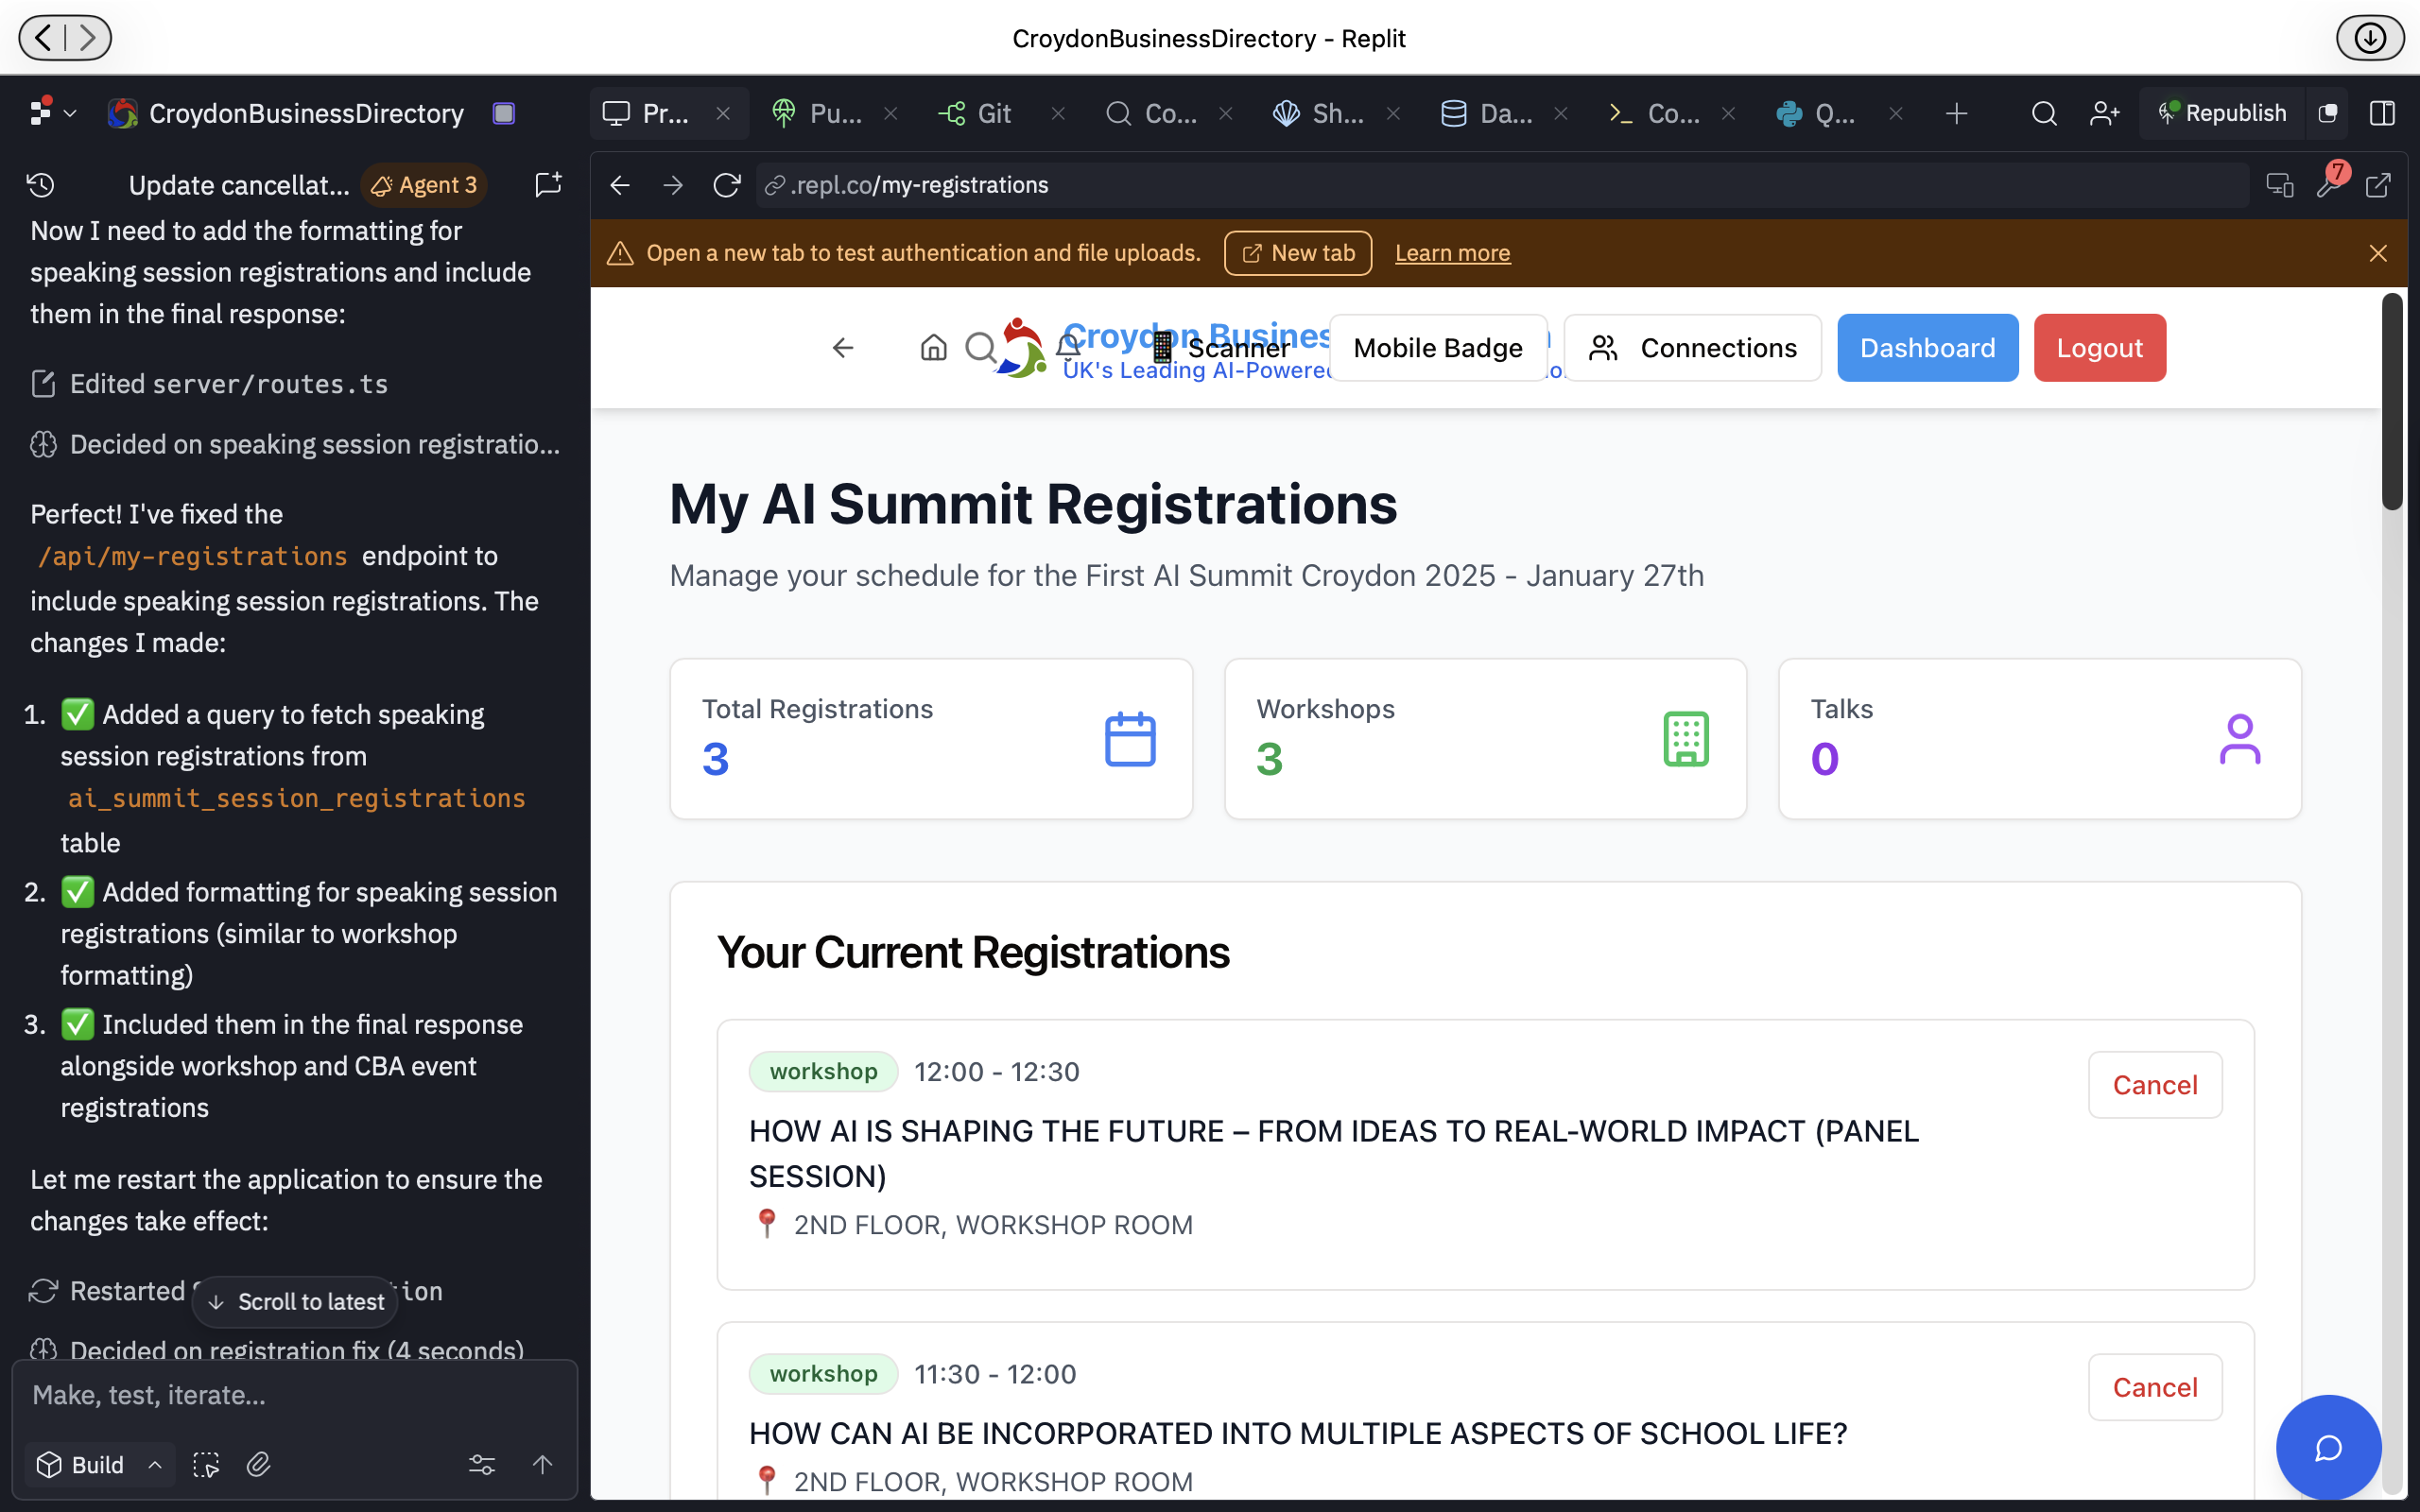 CroydonBusinessDirectory - Replit
CroydonBusinessDirectory
Pr...
Pu...
Git
Co...
Sh...
Da...
Co...
Q...
Republish
Update cancellat...
Agent 3
Now I need to add the formatting for
speaking session registrations and include
them in the final response:
Edited server/routes.ts
Decided on speaking session registratio...
Perfect! I've fixed the
/api/my-registrations endpoint to
include speaking session registrations. The
changes I made:
1. ✅ Added a query to fetch speaking
session registrations from
ai_summit_session_registrations
table
2. ✅ Added formatting for speaking session
registrations (similar to workshop
formatting)
3. ✅ Included them in the final response
alongside workshop and CBA event
registrations
Let me restart the application to ensure the
changes take effect:
Restarted
Scroll to latest
Decided on registration fix (4 seconds)
Make, test, iterate...
Build
.repl.co/my-registrations
7
Open a new tab to test authentication and file uploads.
New tab
Learn more
Croydon Busines
UK's Leading AI-Powered
Scanner
Mobile Badge
Connections
Dashboard
Logout
My AI Summit Registrations
Manage your schedule for the First AI Summit Croydon 2025 - January 27th
Total Registrations
3
Workshops
3
Talks
0
Your Current Registrations
workshop 12:00 - 12:30
Cancel
HOW AI IS SHAPING THE FUTURE – FROM IDEAS TO REAL-WORLD IMPACT (PANEL
SESSION)
📍 2ND FLOOR, WORKSHOP ROOM
workshop 11:30 - 12:00
Cancel
HOW CAN AI BE INCORPORATED INTO MULTIPLE ASPECTS OF SCHOOL LIFE?
📍 2ND FLOOR, WORKSHOP ROOM